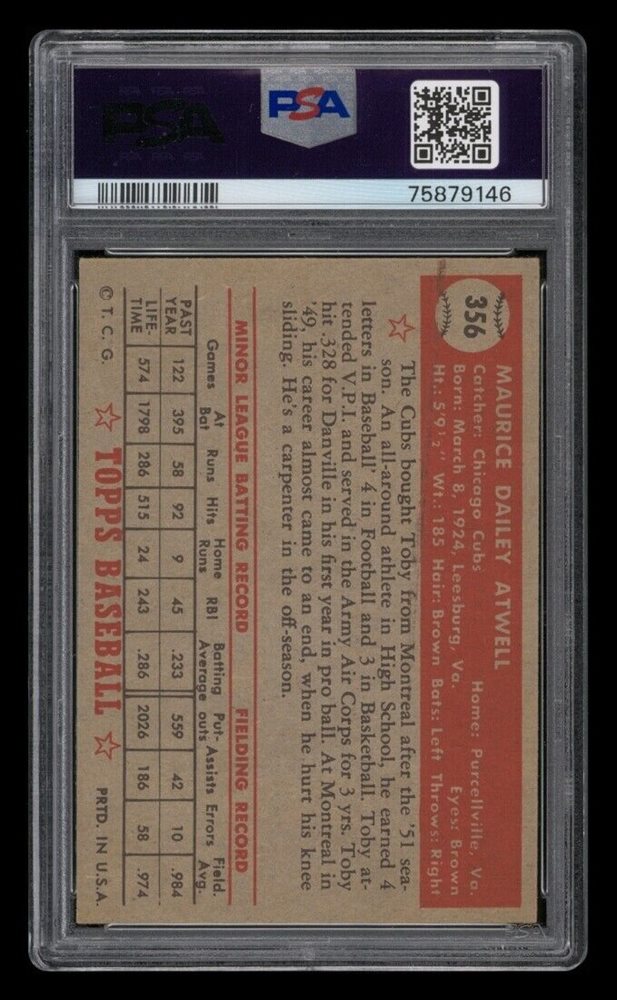 PSA
PSA
75879146
356
MAURICE DAILEY ATWELL
Catcher: Chicago Cubs Home: Purcellville, Va.
Born: March 8, 1924, Leesburg, Va. Eyes: Brown
Ht.: 5'9½" Wt.: 185 Hair: Brown Bats: Left Throws: Right
The Cubs bought Toby from Montreal after the '51 sea-
son. An all-around athlete in High School, he earned 4
letters in Baseball' 4 in Football and 3 in Basketball. Toby at-
tended V.P.I. and served in the Army Air Corps for 3 yrs. Toby
hit .328 for Danville in his first year in pro ball. At Montreal in
'49, his career almost came to an end, when he hurt his knee
sliding. He's a carpenter in the off-season.
MINOR LEAGUE BATTING RECORD FIELDING RECORD
Games At Bat Runs Hits Home Runs RBI Batting Average Put-outs Assists Errors Field. Avg.
PAST YEAR 122 395 58 92 9 45 .233 559 42 10 .984
LIFE-TIME 574 1798 286 515 24 243 .286 2026 186 58 .974
© T. C. G. TOPPS BASEBALL PRTD. IN U.S.A.